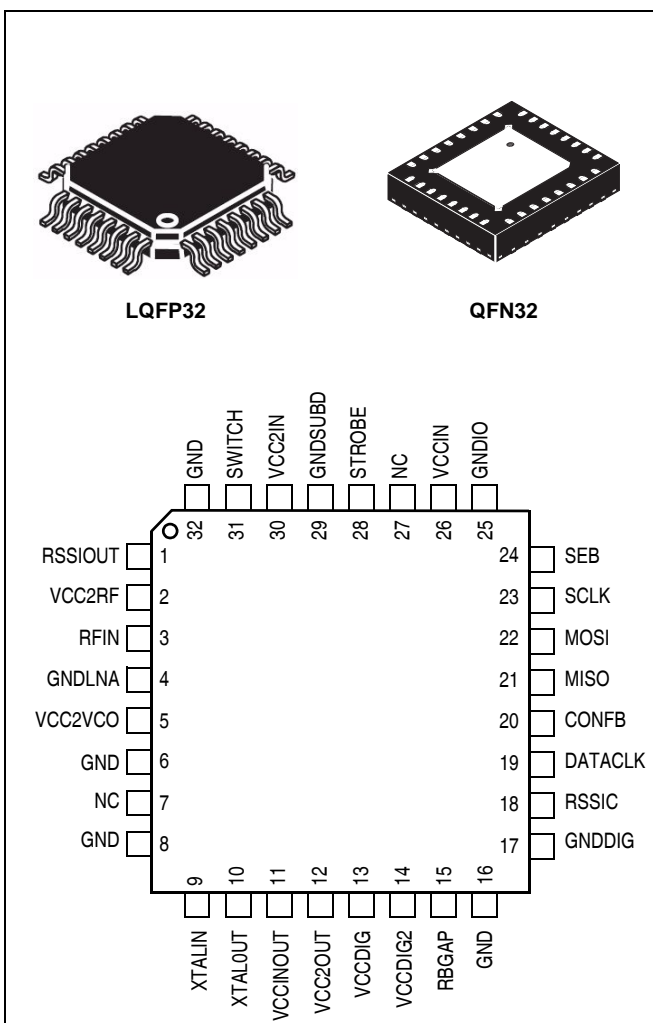 LQFP32
QFN32
GND
SWITCH
VCC2IN
GNDSUBD
STROBE
NC
VCCIN
GNDIO
32
31
30
29
28
27
26
25
RSSIOUT 1
VCC2RF 2
RFIN 3
GNDLNA 4
VCC2VCO 5
GND 6
NC 7
GND 8
24 SEB
23 SCLK
22 MOSI
21 MISO
20 CONFB
19 DATACLK
18 RSSIC
17 GNDDIG
9
10
11
12
13
14
15
16
XTALIN
XTAL0UT
VCCINOUT
VCC2OUT
VCCDIG
VCCDIG2
RBGAP
GND